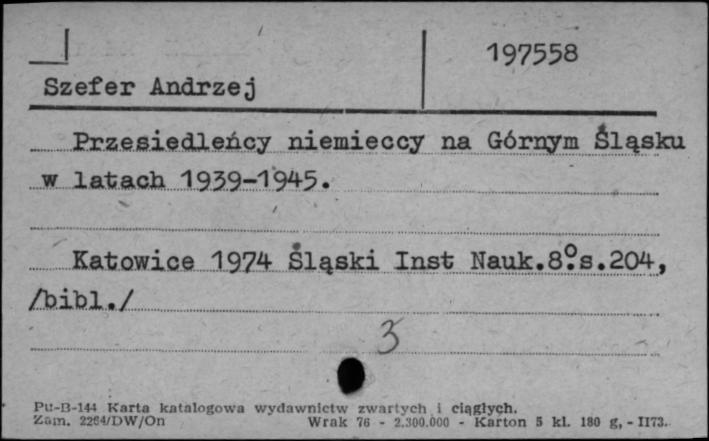 197558
Szefer Andrzej
Przesiedleńcy niemieccy na Górnym Śląsku
w latach 1939-1945.
Katowice 1974 Śląski Inst Nauk.8°.s.204,
/bibl./
3
Pu-B-144 Karta katalogowa wydawnictw zwartych i ciągłych.
Zam. 2264/DW/On Wrak 76 - 2.300.000 - Karton 5 kl. 180 g, - II73.